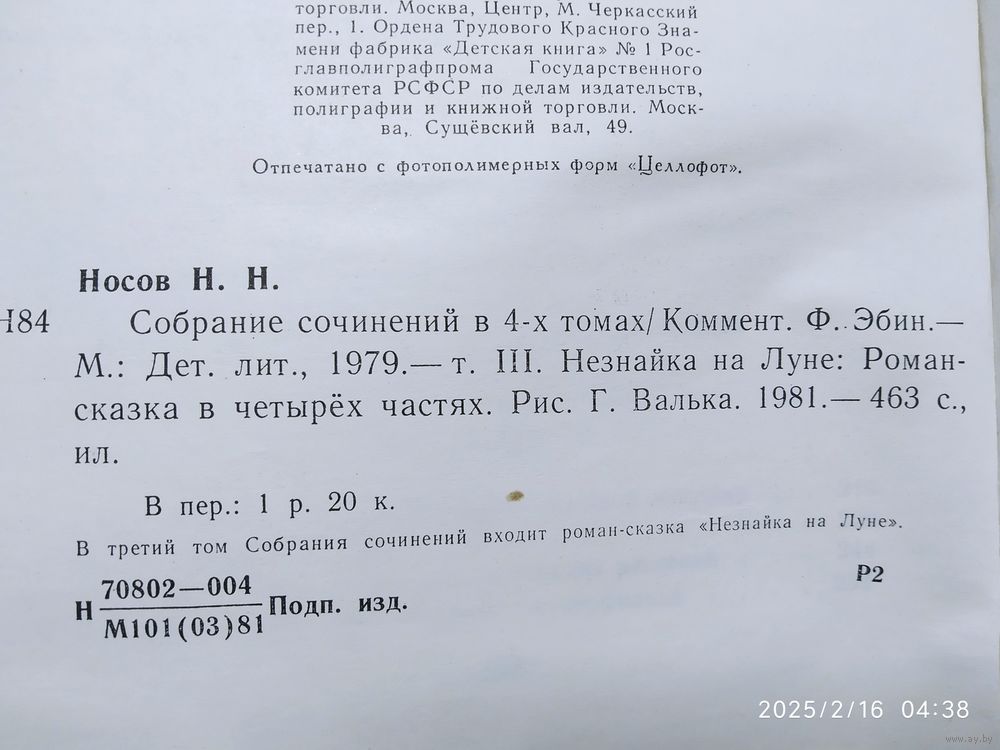 торговли. Москва, Центр, М. Черкасский
пер., 1. Ордена Трудового Красного Зна-
мени фабрика «Детская книга» № 1 Рос-
главполиграфпрома Государственного
комитета РСФСР по делам издательств,
полиграфии и книжной торговли. Моск-
ва, Сущёвский вал, 49.
Отпечатано с фотополимерных форм «Целлофот».
Носов Н. Н.
Н84 Собрание сочинений в 4-х томах/Коммент. Ф. Эбин.—
М.: Дет. лит., 1979.— т. III. Незнайка на Луне: Роман-
сказка в четырёх частях. Рис. Г. Валька. 1981.— 463 с.,
ил.
В пер.: 1 р. 20 к.
В третий том Собрания сочинений входит роман-сказка «Незнайка на Луне».
Р2
70802—004
Н Подп. изд.
М101(03)81
2025/2/16 04:38
www.ay.by